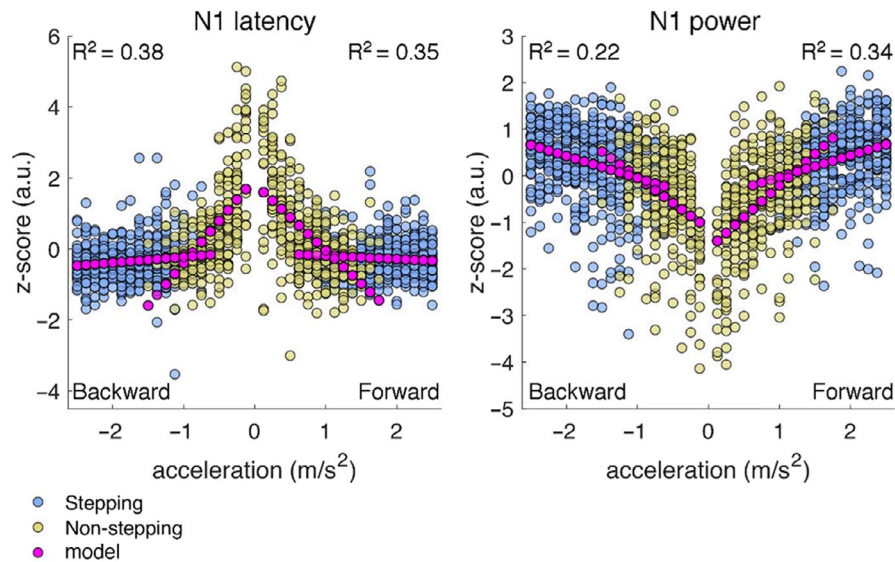 N1 latency
R² = 0.38
R² = 0.35
6
4
2
0
−2
−4
z-score (a.u.)
Backward
Forward
−2
−1
0
1
2
acceleration (m/s²)
N1 power
R² = 0.22
R² = 0.34
3
2
1
0
−1
−2
−3
−4
−5
z-score (a.u.)
Backward
Forward
−2
−1
0
1
2
acceleration (m/s²)
Stepping
Non-stepping
model